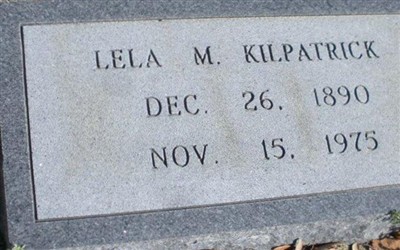 LELA M. KILPATRICK
DEC. 26, 1890
NOV. 15, 1975